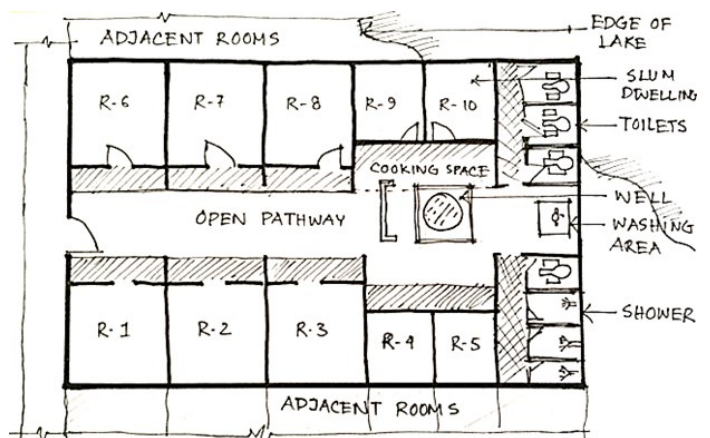 ADJACENT ROOMS
EDGE OF
LAKE
R-6
R-7
R-8
R-9
R-10
SLUM
DWELLING
TOILETS
COOKING SPACE
OPEN PATHWAY
WELL
WASHING
AREA
R-1
R-2
R-3
R-4
R-5
SHOWER
ADJACENT ROOMS